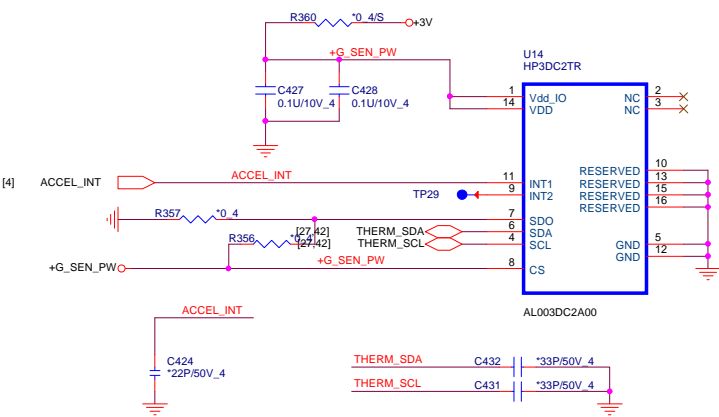 R360 *0_4/S +3V
+G_SEN_PW
U14
HP3DC2TR
C427
0.1U/10V_4
C428
0.1U/10V_4
1 Vdd_IO NC 2
14 VDD NC 3
RESERVED 10
RESERVED 13
RESERVED 15
RESERVED 16
[4] ACCEL_INT ACCEL_INT 11 INT1
TP29 9 INT2
R357 *0_4 7 SDO
[27,42] THERM_SDA 6 SDA
R356 *0_4 [27,42] THERM_SCL 4 SCL GND 5
GND 12
+G_SEN_PW +G_SEN_PW 8 CS
AL003DC2A00
ACCEL_INT
C424
*22P/50V_4
THERM_SDA C432 *33P/50V_4
THERM_SCL C431 *33P/50V_4